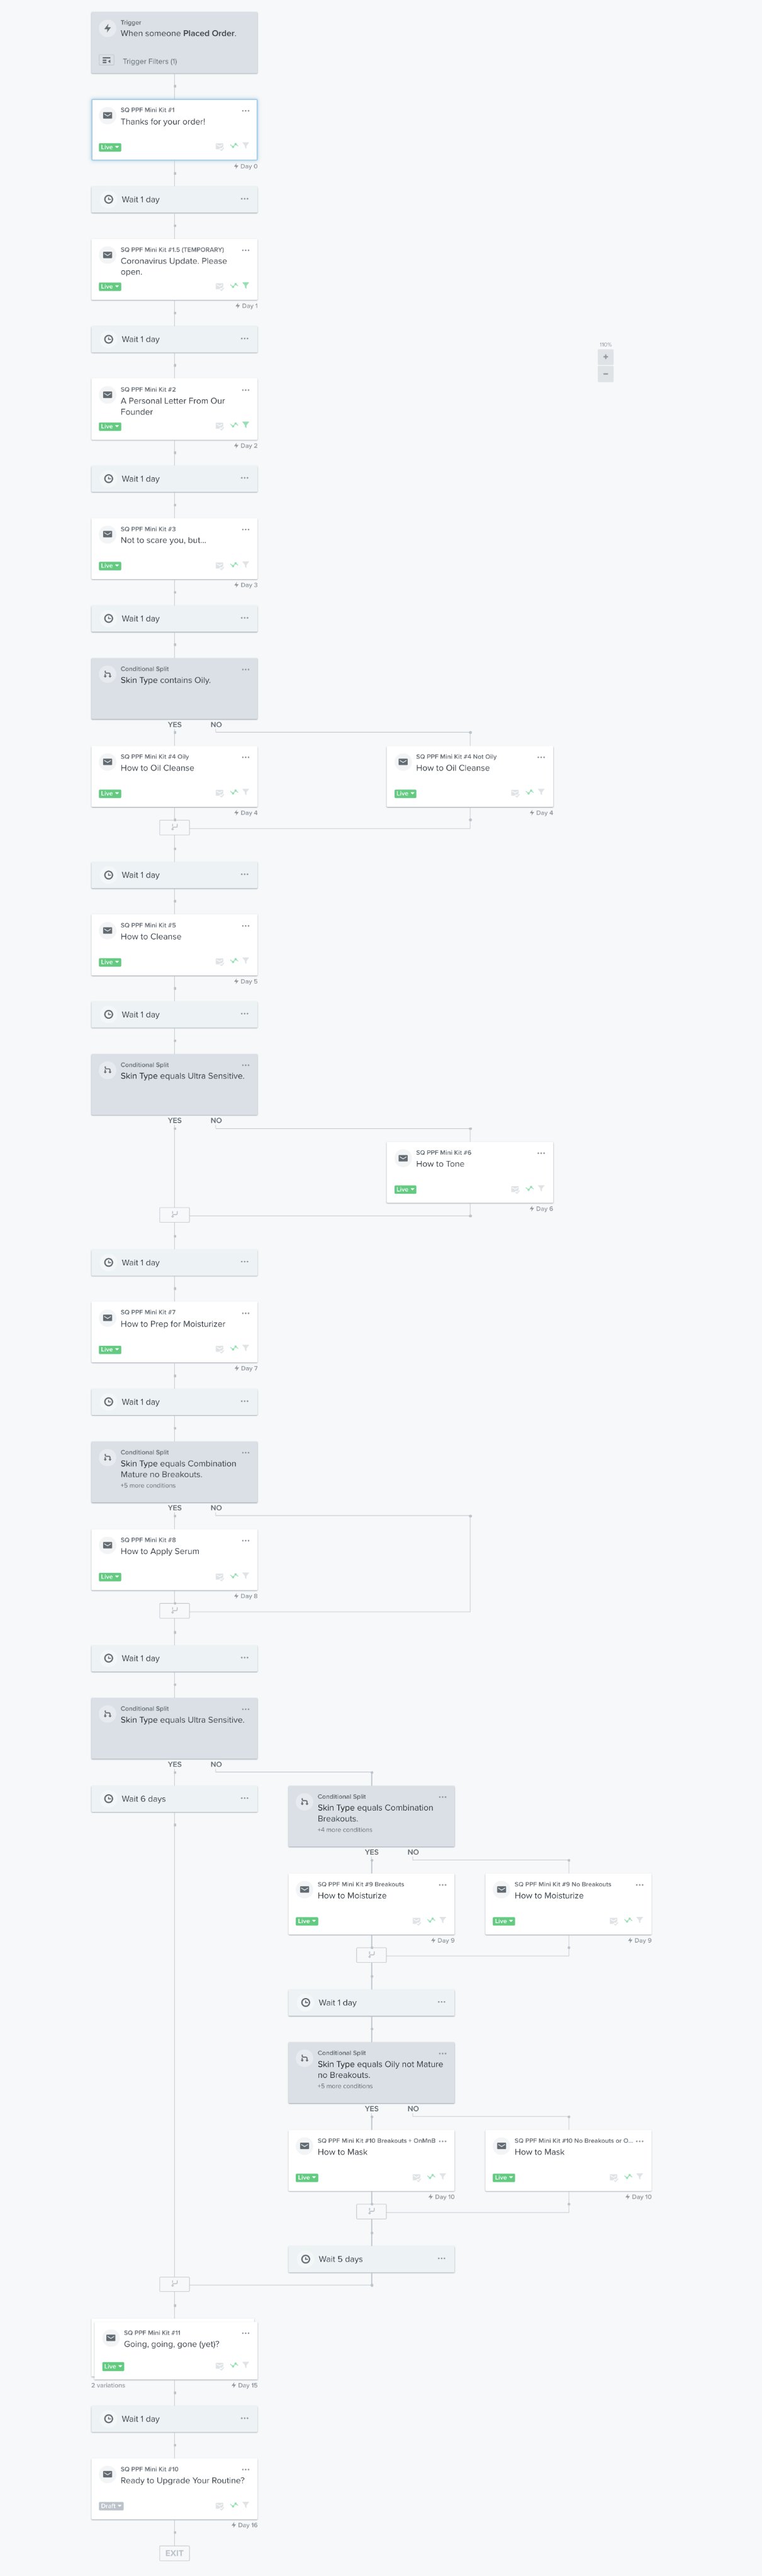 Trigger
When someone Placed Order.
Trigger Filters (1)
SQ PPF Mini Kit #1
Thanks for your order!
Live
Day 0
Wait 1 day
SQ PPF Mini Kit #1.5 (TEMPORARY)
Coronavirus Update. Please
open.
Live
Day 1
Wait 1 day
110%
+
−
SQ PPF Mini Kit #2
A Personal Letter From Our
Founder
Live
Day 2
Wait 1 day
SQ PPF Mini Kit #3
Not to scare you, but...
Live
Day 3
Wait 1 day
Conditional Split
Skin Type contains Oily.
YES NO
SQ PPF Mini Kit #4 Oily
How to Oil Cleanse
Live
Day 4
SQ PPF Mini Kit #4 Not Oily
How to Oil Cleanse
Live
Day 4
Wait 1 day
SQ PPF Mini Kit #5
How to Cleanse
Live
Day 5
Wait 1 day
Conditional Split
Skin Type equals Ultra Sensitive.
YES NO
SQ PPF Mini Kit #6
How to Tone
Live
Day 6
Wait 1 day
SQ PPF Mini Kit #7
How to Prep for Moisturizer
Live
Day 7
Wait 1 day
Conditional Split
Skin Type equals Combination
Mature no Breakouts.
+5 more conditions
YES NO
SQ PPF Mini Kit #8
How to Apply Serum
Live
Day 8
Wait 1 day
Conditional Split
Skin Type equals Ultra Sensitive.
YES NO
Wait 6 days
Conditional Split
Skin Type equals Combination
Breakouts.
+4 more conditions
YES NO
SQ PPF Mini Kit #9 Breakouts
How to Moisturize
Live
Day 9
SQ PPF Mini Kit #9 No Breakouts
How to Moisturize
Live
Day 9
Wait 1 day
Conditional Split
Skin Type equals Oily not Mature
no Breakouts.
+5 more conditions
YES NO
SQ PPF Mini Kit #10 Breakouts + OnMnB
How to Mask
Live
Day 10
SQ PPF Mini Kit #10 No Breakouts or O...
How to Mask
Live
Day 10
Wait 5 days
SQ PPF Mini Kit #11
Going, going, gone (yet)?
Live
2 variations
Day 15
Wait 1 day
SQ PPF Mini Kit #10
Ready to Upgrade Your Routine?
Draft
Day 16
EXIT